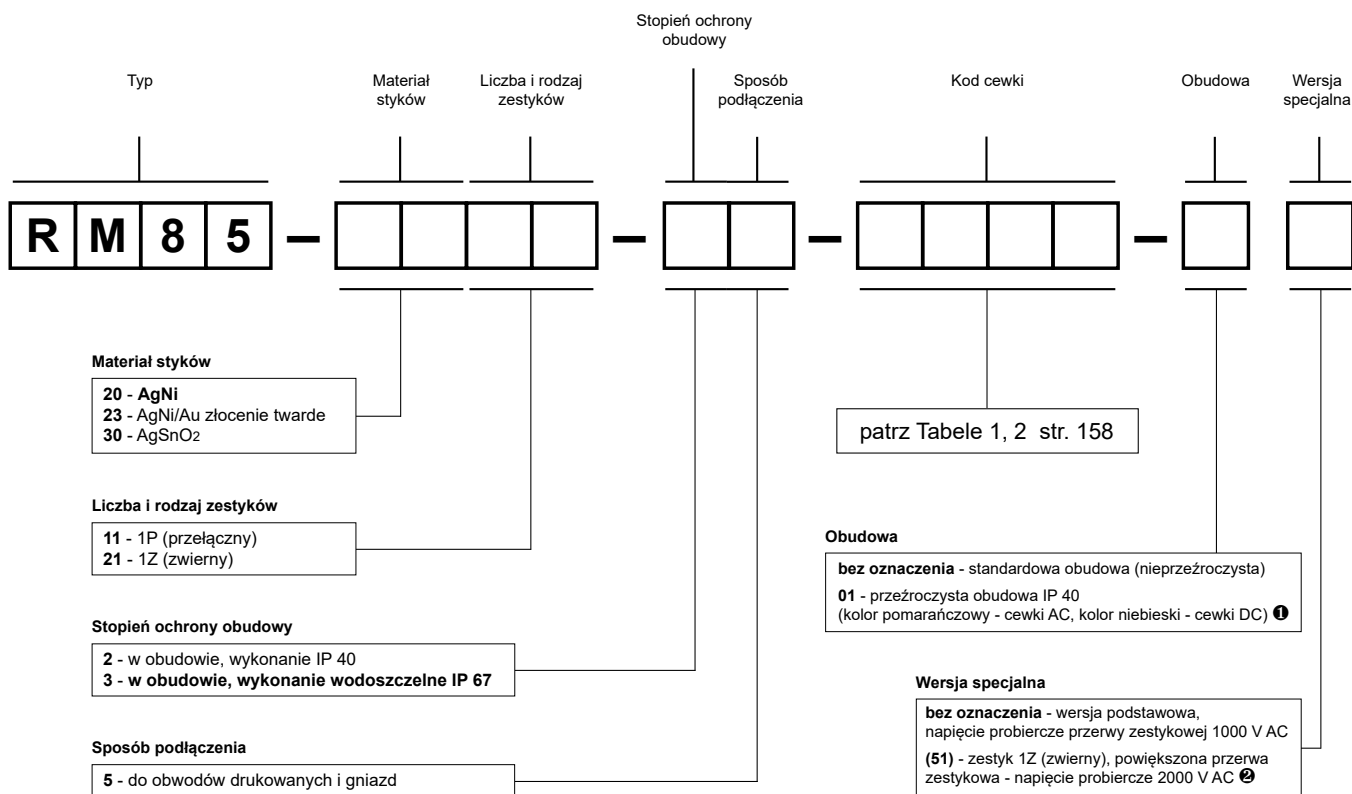 Stopień ochrony
obudowy
Typ
Materiał
styków
Liczba i rodzaj
zestyków
Sposób
podłączenia
Kod cewki
Obudowa
Wersja
specjalna
R M 8 5 – – – –
Materiał styków
20 - AgNi
23 - AgNi/Au złocenie twarde
30 - AgSnO2
patrz Tabele 1, 2 str. 158
Liczba i rodzaj zestyków
11 - 1P (przełączny)
21 - 1Z (zwierny)
Obudowa
bez oznaczenia - standardowa obudowa (nieprzeźroczysta)
01 - przeźroczysta obudowa IP 40
(kolor pomarańczowy - cewki AC, kolor niebieski - cewki DC) ❶
Stopień ochrony obudowy
2 - w obudowie, wykonanie IP 40
3 - w obudowie, wykonanie wodoszczelne IP 67
Wersja specjalna
bez oznaczenia - wersja podstawowa,
napięcie probiercze przerwy zestykowej 1000 V AC
(51) - zestyk 1Z (zwierny), powiększona przerwa
zestykowa - napięcie probiercze 2000 V AC ❷
Sposób podłączenia
5 - do obwodów drukowanych i gniazd